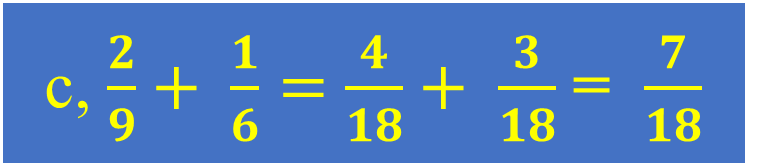 c, 2/9 + 1/6 = 4/18 + 3/18 = 7/18